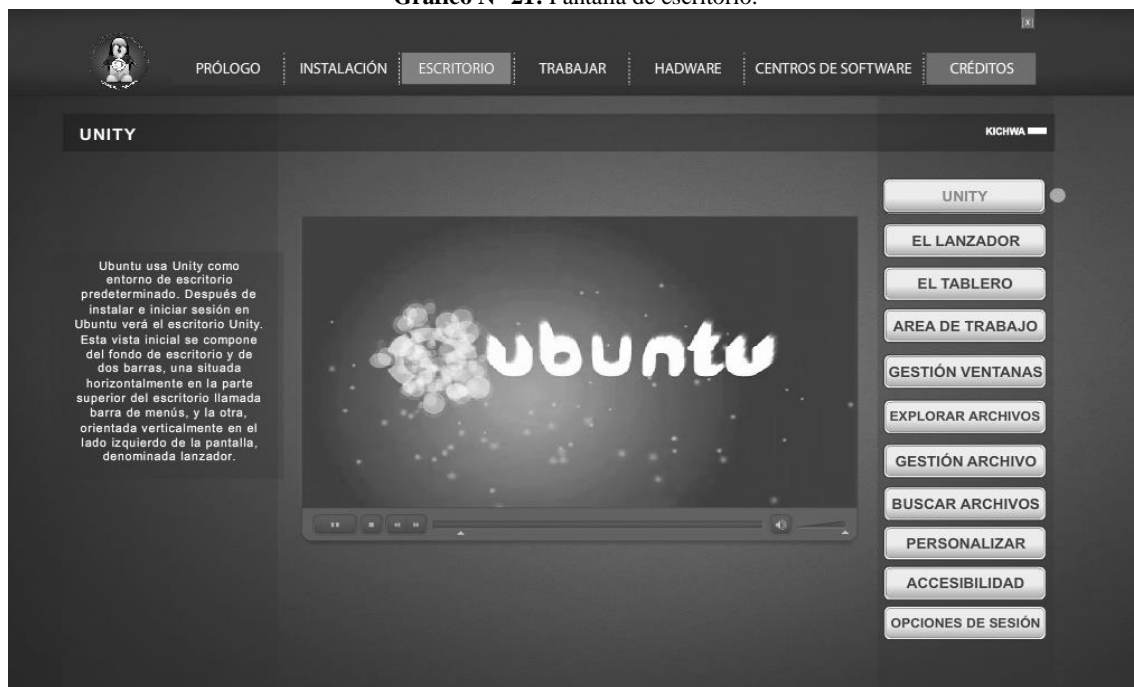 Gráfico N° 21: Pantalla de escritorio.
[x]
PRÓLOGO
INSTALACIÓN
ESCRITORIO
TRABAJAR
HADWARE
CENTROS DE SOFTWARE
CRÉDITOS
UNITY
KICHWA
Ubuntu usa Unity como
entorno de escritorio
predeterminado. Después de
instalar e iniciar sesión en
Ubuntu verá el escritorio Unity.
Esta vista inicial se compone
del fondo de escritorio y de
dos barras, una situada
horizontalmente en la parte
superior del escritorio llamada
barra de menús, y la otra,
orientada verticalmente en el
lado izquierdo de la pantalla,
denominada lanzador.
ubuntu
UNITY
EL LANZADOR
EL TABLERO
AREA DE TRABAJO
GESTIÓN VENTANAS
EXPLORAR ARCHIVOS
GESTIÓN ARCHIVO
BUSCAR ARCHIVOS
PERSONALIZAR
ACCESIBILIDAD
OPCIONES DE SESIÓN